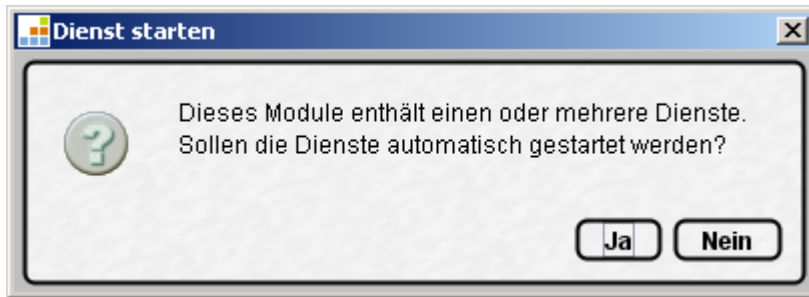 Dienst starten
Dieses Module enthält einen oder mehrere Dienste.
Sollen die Dienste automatisch gestartet werden?
Ja Nein